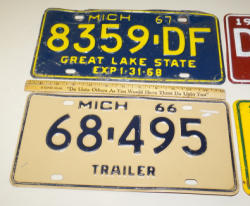 MICH 67
8359·DF
GREAT LAKE STATE
EXP 1·31·68
"Do Unto Others As You Would Have Them Do Unto You"
MICH 66
68·495
TRAILER
19
D